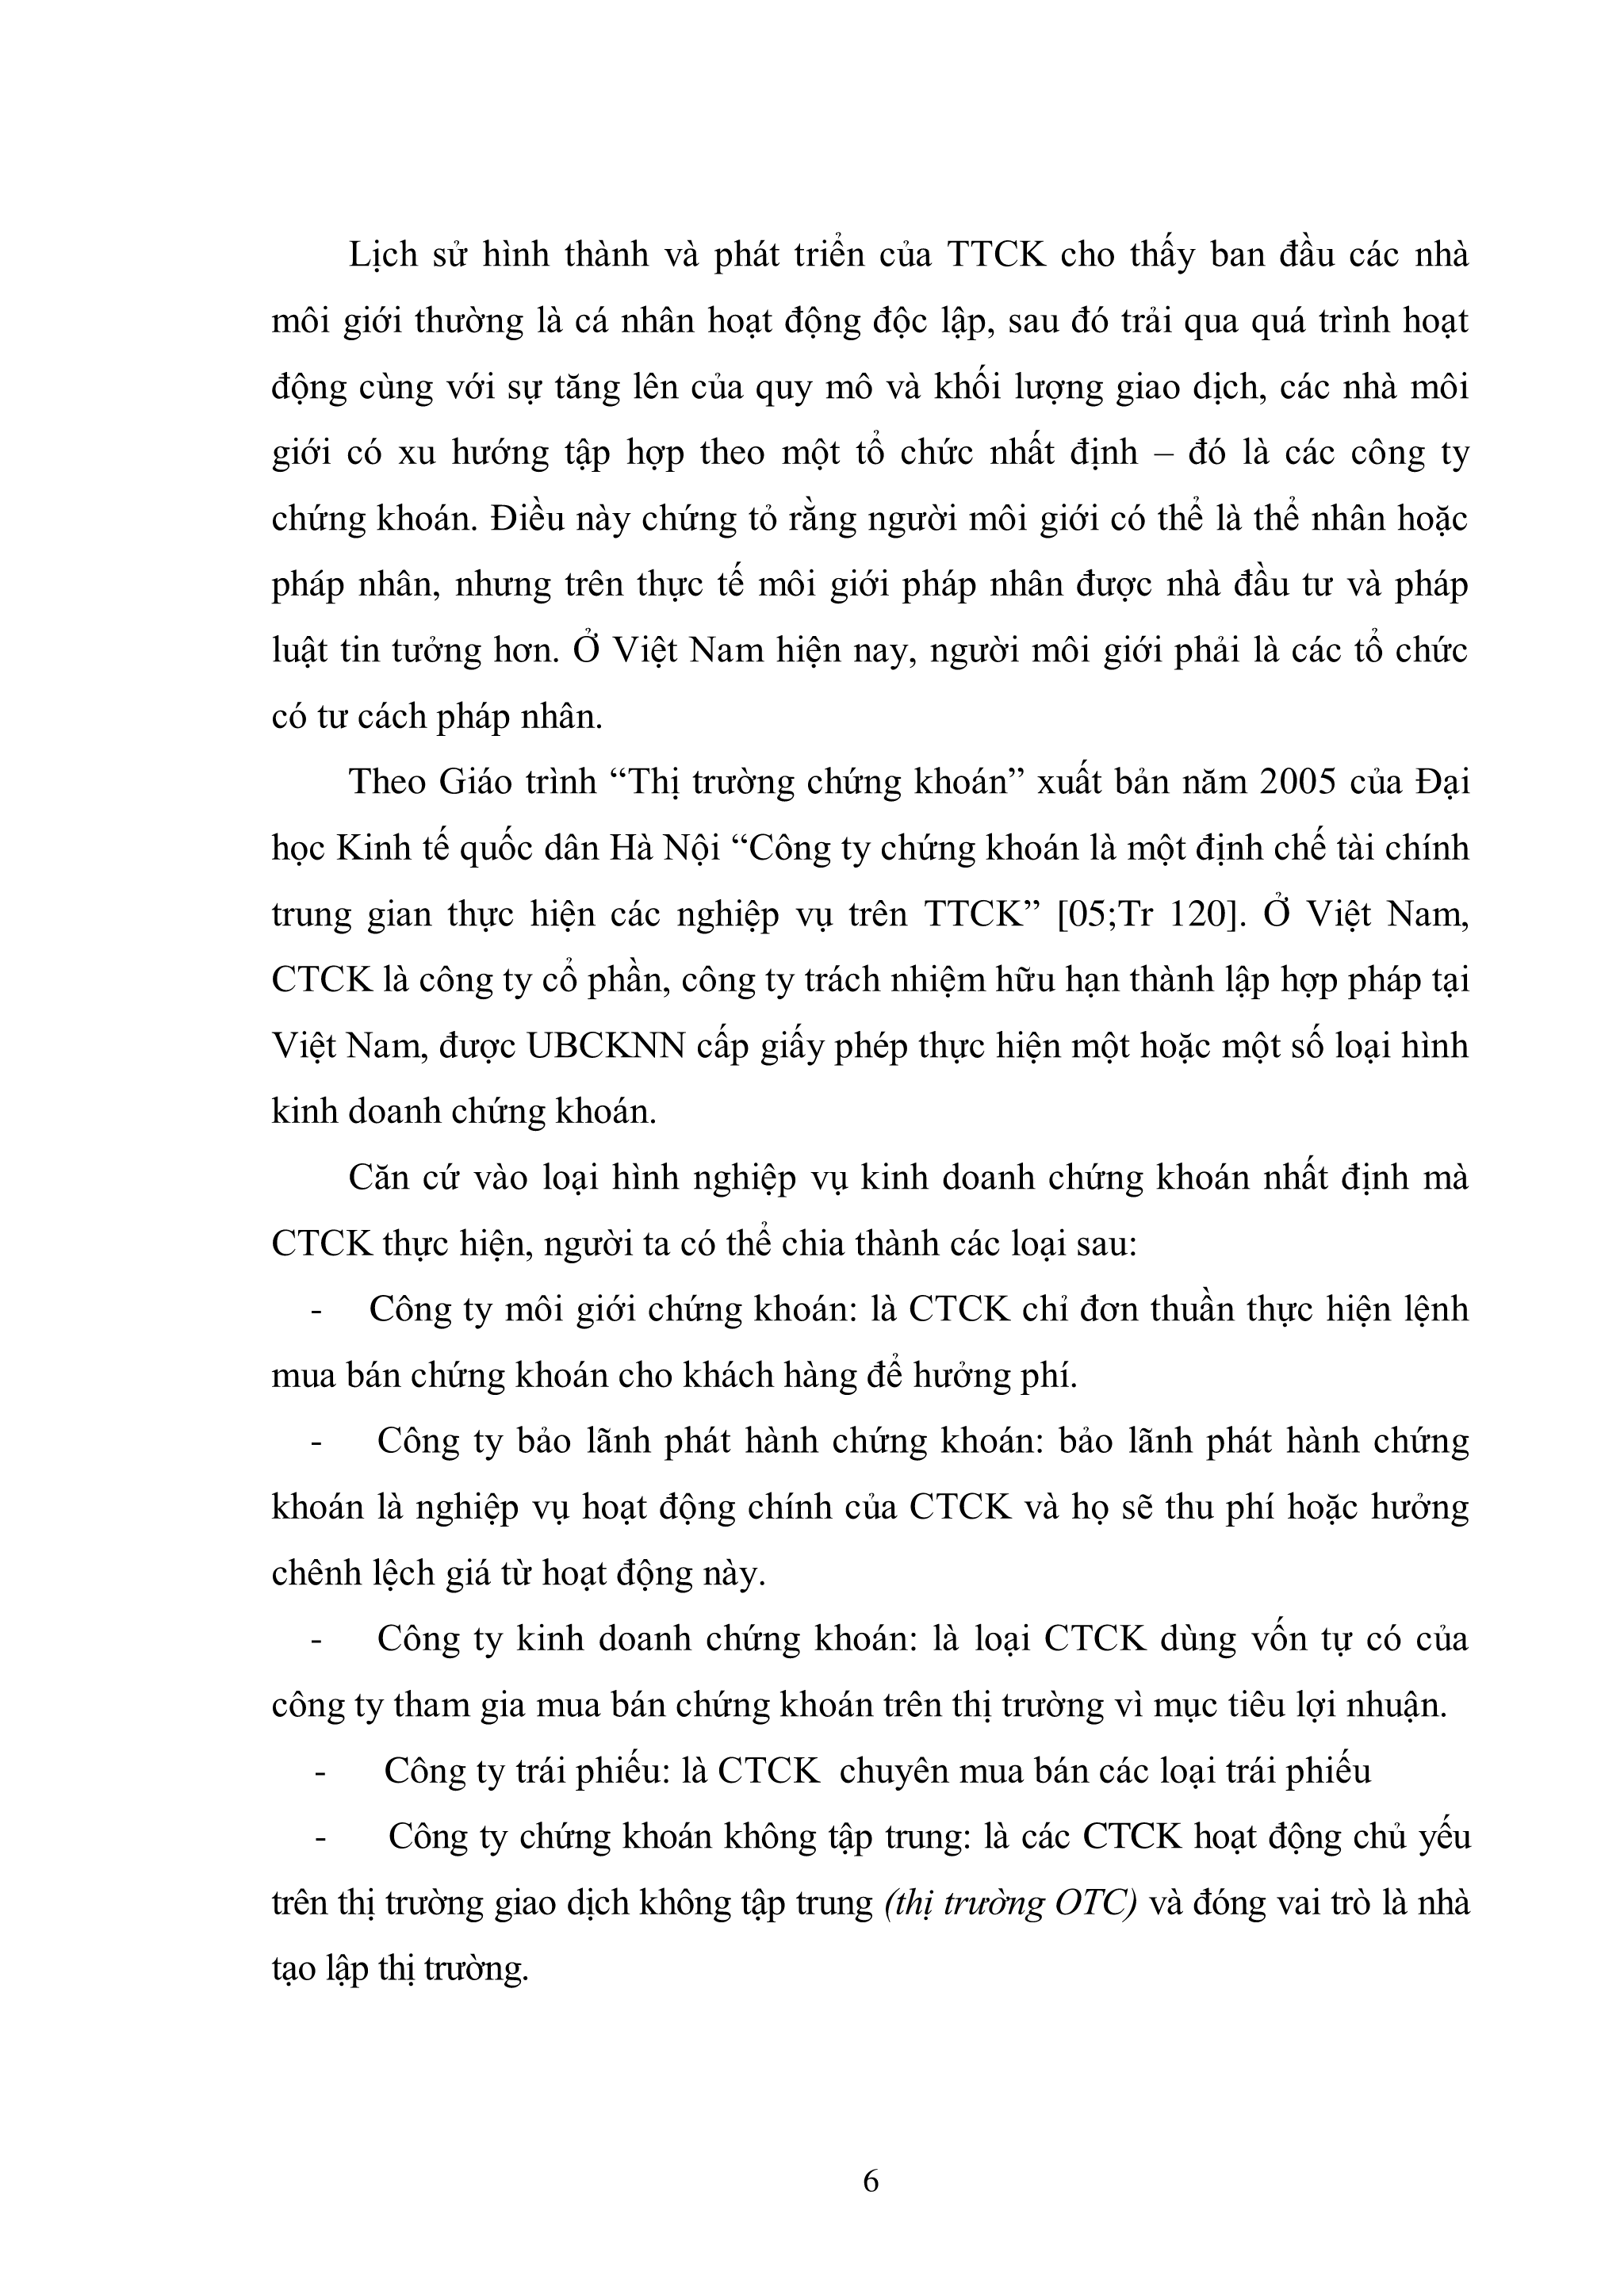 Lịch sử hình thành và phát triển của TTCK cho thấy ban đầu các nhà
môi giới thường là cá nhân hoạt động độc lập, sau đó trải qua quá trình hoạt
động cùng với sự tăng lên của quy mô và khối lượng giao dịch, các nhà môi
giới có xu hướng tập hợp theo một tổ chức nhất định – đó là các công ty
chứng khoán. Điều này chứng tỏ rằng người môi giới có thể là thể nhân hoặc
pháp nhân, nhưng trên thực tế môi giới pháp nhân được nhà đầu tư và pháp
luật tin tưởng hơn. Ở Việt Nam hiện nay, người môi giới phải là các tổ chức
có tư cách pháp nhân.
Theo Giáo trình “Thị trường chứng khoán” xuất bản năm 2005 của Đại
học Kinh tế quốc dân Hà Nội “Công ty chứng khoán là một định chế tài chính
trung gian thực hiện các nghiệp vụ trên TTCK” [05;Tr 120]. Ở Việt Nam,
CTCK là công ty cổ phần, công ty trách nhiệm hữu hạn thành lập hợp pháp tại
Việt Nam, được UBCKNN cấp giấy phép thực hiện một hoặc một số loại hình
kinh doanh chứng khoán.
Căn cứ vào loại hình nghiệp vụ kinh doanh chứng khoán nhất định mà
CTCK thực hiện, người ta có thể chia thành các loại sau:
- Công ty môi giới chứng khoán: là CTCK chỉ đơn thuần thực hiện lệnh
mua bán chứng khoán cho khách hàng để hưởng phí.
- Công ty bảo lãnh phát hành chứng khoán: bảo lãnh phát hành chứng
khoán là nghiệp vụ hoạt động chính của CTCK và họ sẽ thu phí hoặc hưởng
chênh lệch giá từ hoạt động này.
- Công ty kinh doanh chứng khoán: là loại CTCK dùng vốn tự có của
công ty tham gia mua bán chứng khoán trên thị trường vì mục tiêu lợi nhuận.
- Công ty trái phiếu: là CTCK  chuyên mua bán các loại trái phiếu
- Công ty chứng khoán không tập trung: là các CTCK hoạt động chủ yếu
trên thị trường giao dịch không tập trung (thị trường OTC) và đóng vai trò là nhà
tạo lập thị trường.
6